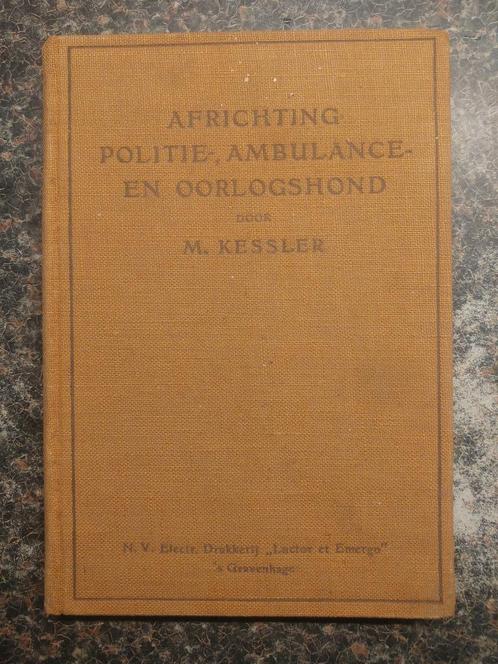 AFRICHTING
POLITIE-, AMBULANCE-
EN OORLOGSHOND
DOOR
M. KESSLER
N. V. Electr. Drukkerij „Luctor et Emergo"
's Gravenhage